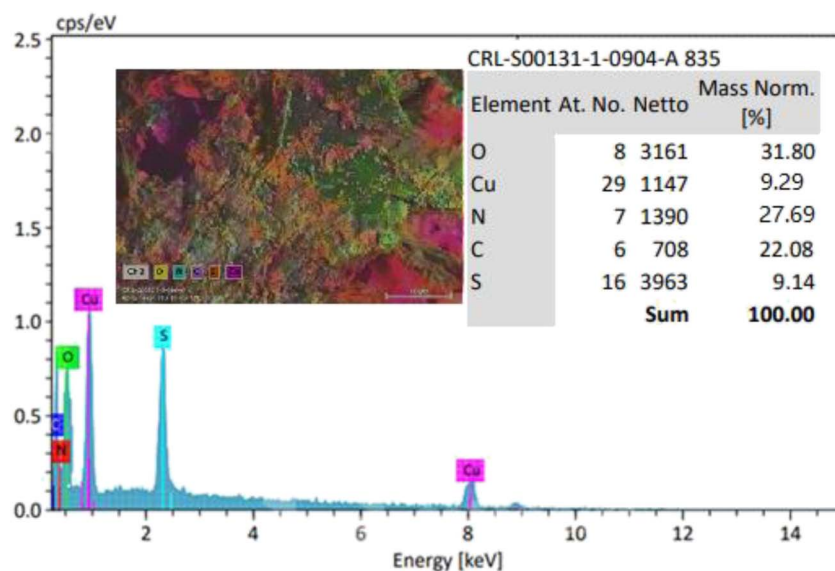 cps/eV
2.5
2.0
1.5
1.0
0.5
0.0
CRL-S00131-1-0904-A 835
Element At. No. Netto Mass Norm. [%]
O 8 3161 31.80
Cu 29 1147 9.29
N 7 1390 27.69
C 6 708 22.08
S 16 3963 9.14
Sum 100.00
Cu
S
O
C
N
Cu
2 4 6 8 10 12 14
Energy [keV]